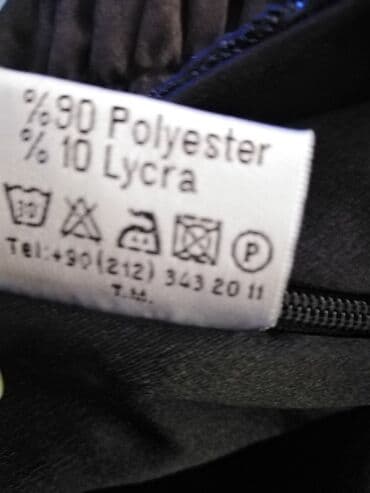 %90 Polyester
% 10 Lycra
30 P
Tel:+90(212) 343 20 11
T.M.